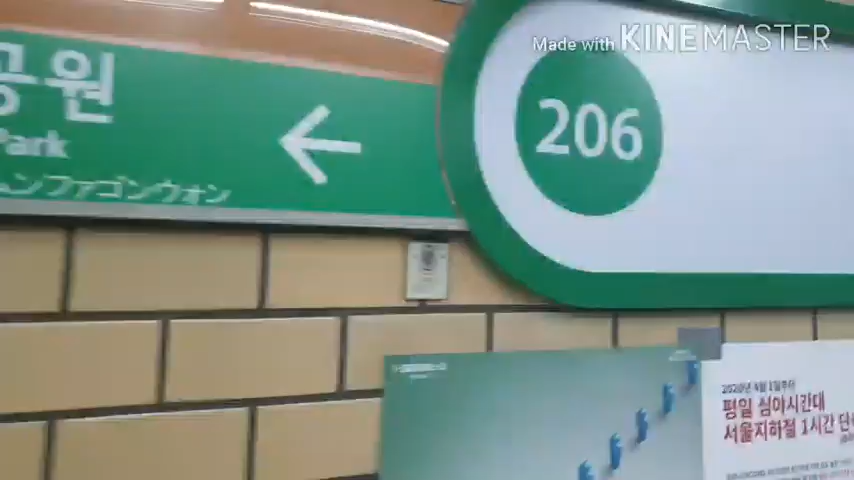 Made with KINEMASTER
공원
Park
ンファゴンウォン
206
2020년 4월 1일부터
평일 심야시간대
서울지하철 1시간 단